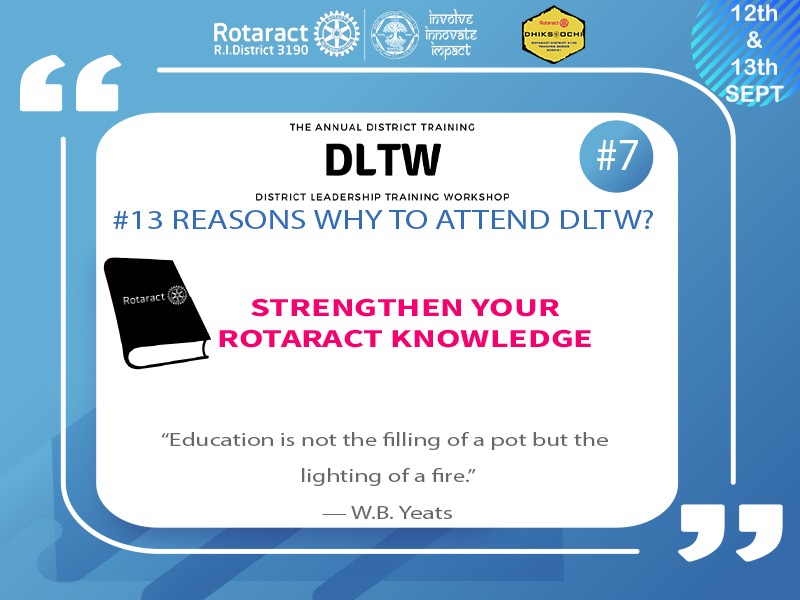 Rotaract
R.I.District 3190
involve
innovate
impact
Rotaract
DHIKSOOCHI
12th
&
13th
SEPT
THE ANNUAL DISTRICT TRAINING
DLTW
#7
DISTRICT LEADERSHIP TRAINING WORKSHOP
#13 REASONS WHY TO ATTEND DLTW?
Rotaract
STRENGTHEN YOUR
ROTARACT KNOWLEDGE
“Education is not the filling of a pot but the
lighting of a fire.”
— W.B. Yeats